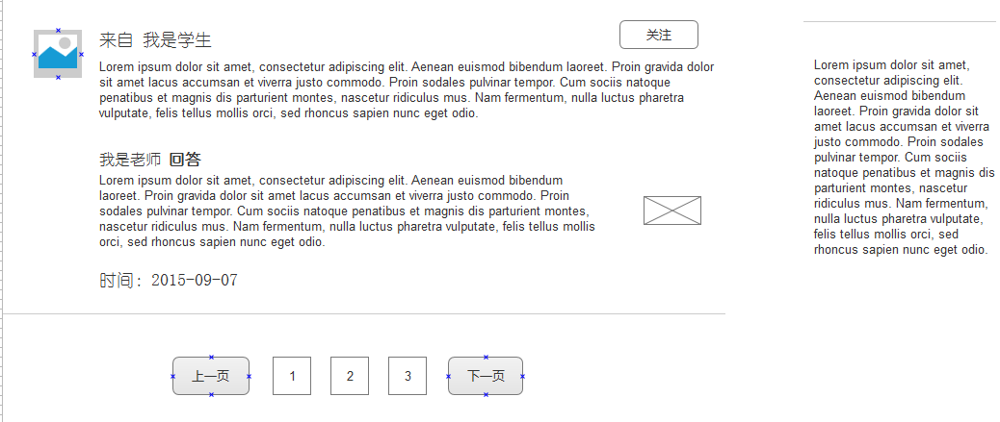 来自 我是学生
关注
Lorem ipsum dolor sit amet, consectetur adipiscing elit. Aenean euismod bibendum laoreet. Proin gravida dolor
sit amet lacus accumsan et viverra justo commodo. Proin sodales pulvinar tempor. Cum sociis natoque
penatibus et magnis dis parturient montes, nascetur ridiculus mus. Nam fermentum, nulla luctus pharetra
vulputate, felis tellus mollis orci, sed rhoncus sapien nunc eget odio.
我是老师 回答
Lorem ipsum dolor sit amet, consectetur adipiscing elit. Aenean euismod bibendum
laoreet. Proin gravida dolor sit amet lacus accumsan et viverra justo commodo. Proin
sodales pulvinar tempor. Cum sociis natoque penatibus et magnis dis parturient montes,
nascetur ridiculus mus. Nam fermentum, nulla luctus pharetra vulputate, felis tellus mollis
orci, sed rhoncus sapien nunc eget odio.
时间：2015-09-07
上一页
1
2
3
下一页
Lorem ipsum dolor sit amet,
consectetur adipiscing elit.
Aenean euismod bibendum
laoreet. Proin gravida dolor sit
amet lacus accumsan et viverra
justo commodo. Proin sodales
pulvinar tempor. Cum sociis
natoque penatibus et magnis dis
parturient montes, nascetur
ridiculus mus. Nam fermentum,
nulla luctus pharetra vulputate,
felis tellus mollis orci, sed
rhoncus sapien nunc eget odio.